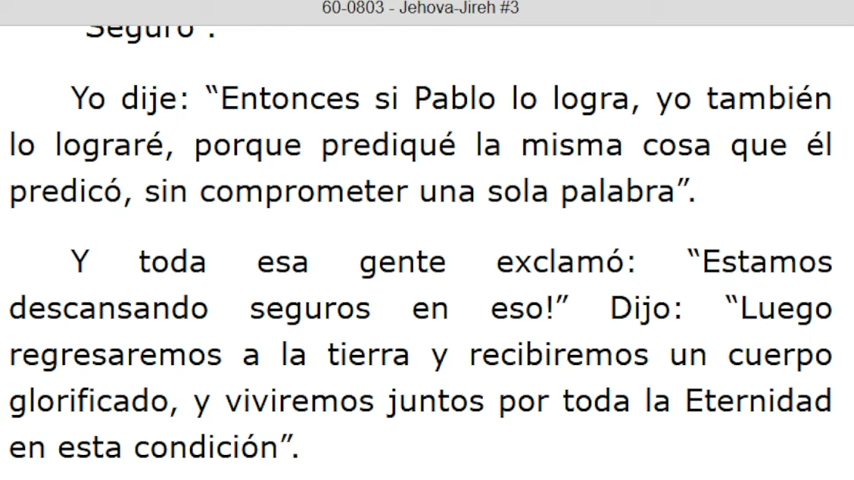 60-0803 - Jehova-Jireh #3
"Seguro".
Yo dije: “Entonces si Pablo lo logra, yo también
lo lograré, porque prediqué la misma cosa que él
predicó, sin comprometer una sola palabra”.
Y toda esa gente exclamó: “Estamos
descansando seguros en eso!” Dijo: “Luego
regresaremos a la tierra y recibiremos un cuerpo
glorificado, y viviremos juntos por toda la Eternidad
en esta condición”.